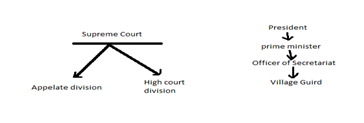 Supreme Court
Appelate division
High court
division
President
prime minister
Officer of Secretariat
Village Guird